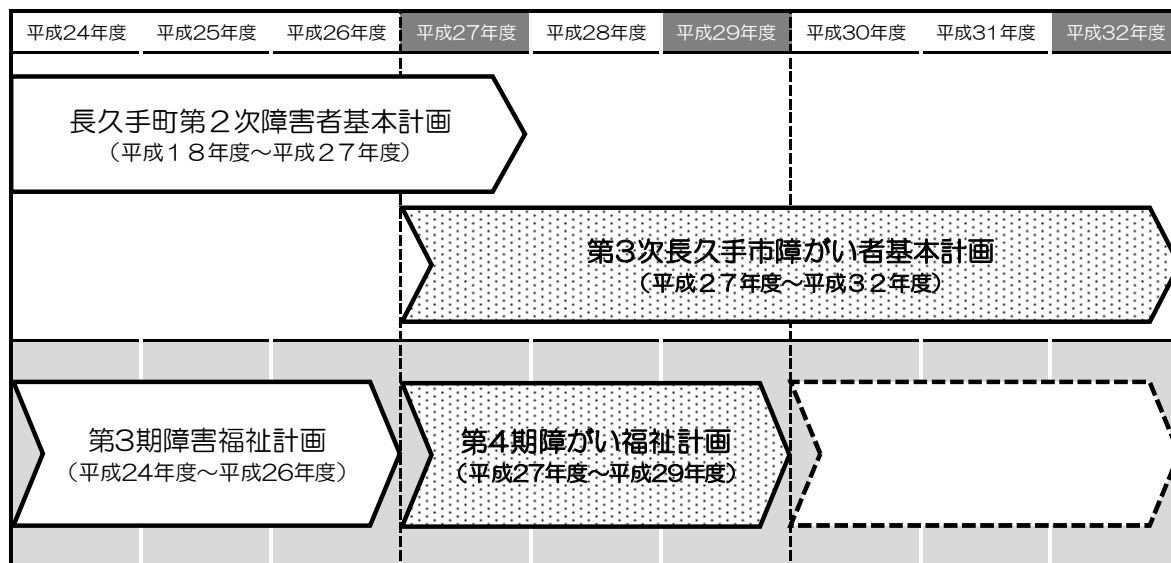 平成24年度 平成25年度 平成26年度 平成27年度 平成28年度 平成29年度 平成30年度 平成31年度 平成32年度
長久手町第２次障害者基本計画
（平成１８年度～平成２７年度）
第３次長久手市障がい者基本計画
（平成２７年度～平成３２年度）
第3期障害福祉計画
（平成24年度～平成26年度）
第4期障がい福祉計画
（平成27年度～平成29年度）